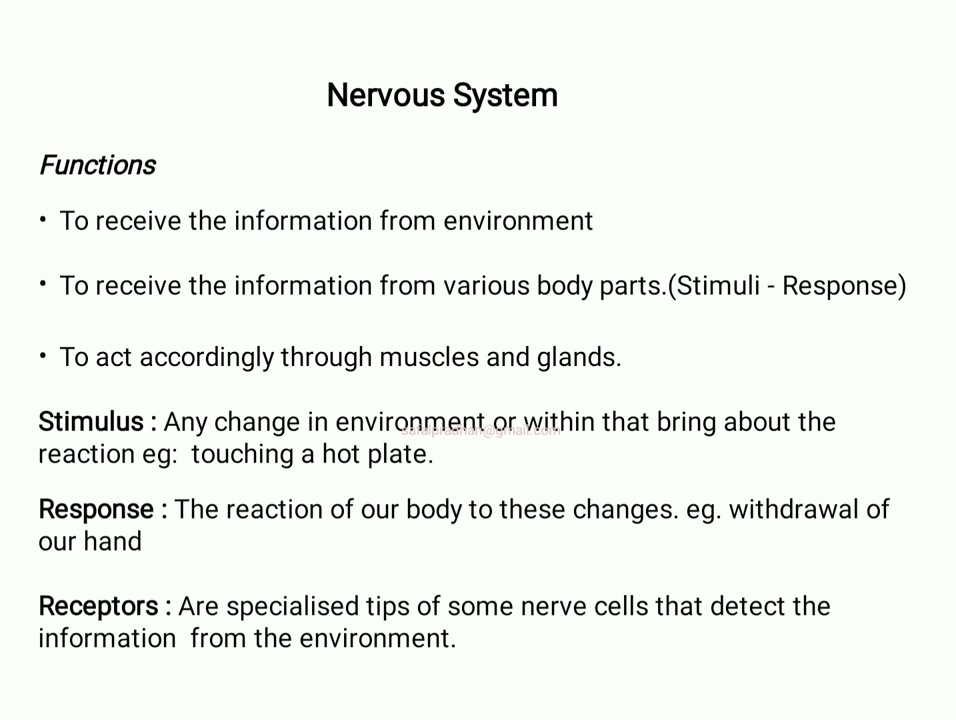 Nervous System
Functions
• To receive the information from environment
• To receive the information from various body parts.(Stimuli - Response)
• To act accordingly through muscles and glands.
Stimulus : Any change in environment or within that bring about the
reaction eg:  touching a hot plate.
Response : The reaction of our body to these changes. eg. withdrawal of
our hand
Receptors : Are specialised tips of some nerve cells that detect the
information  from the environment.